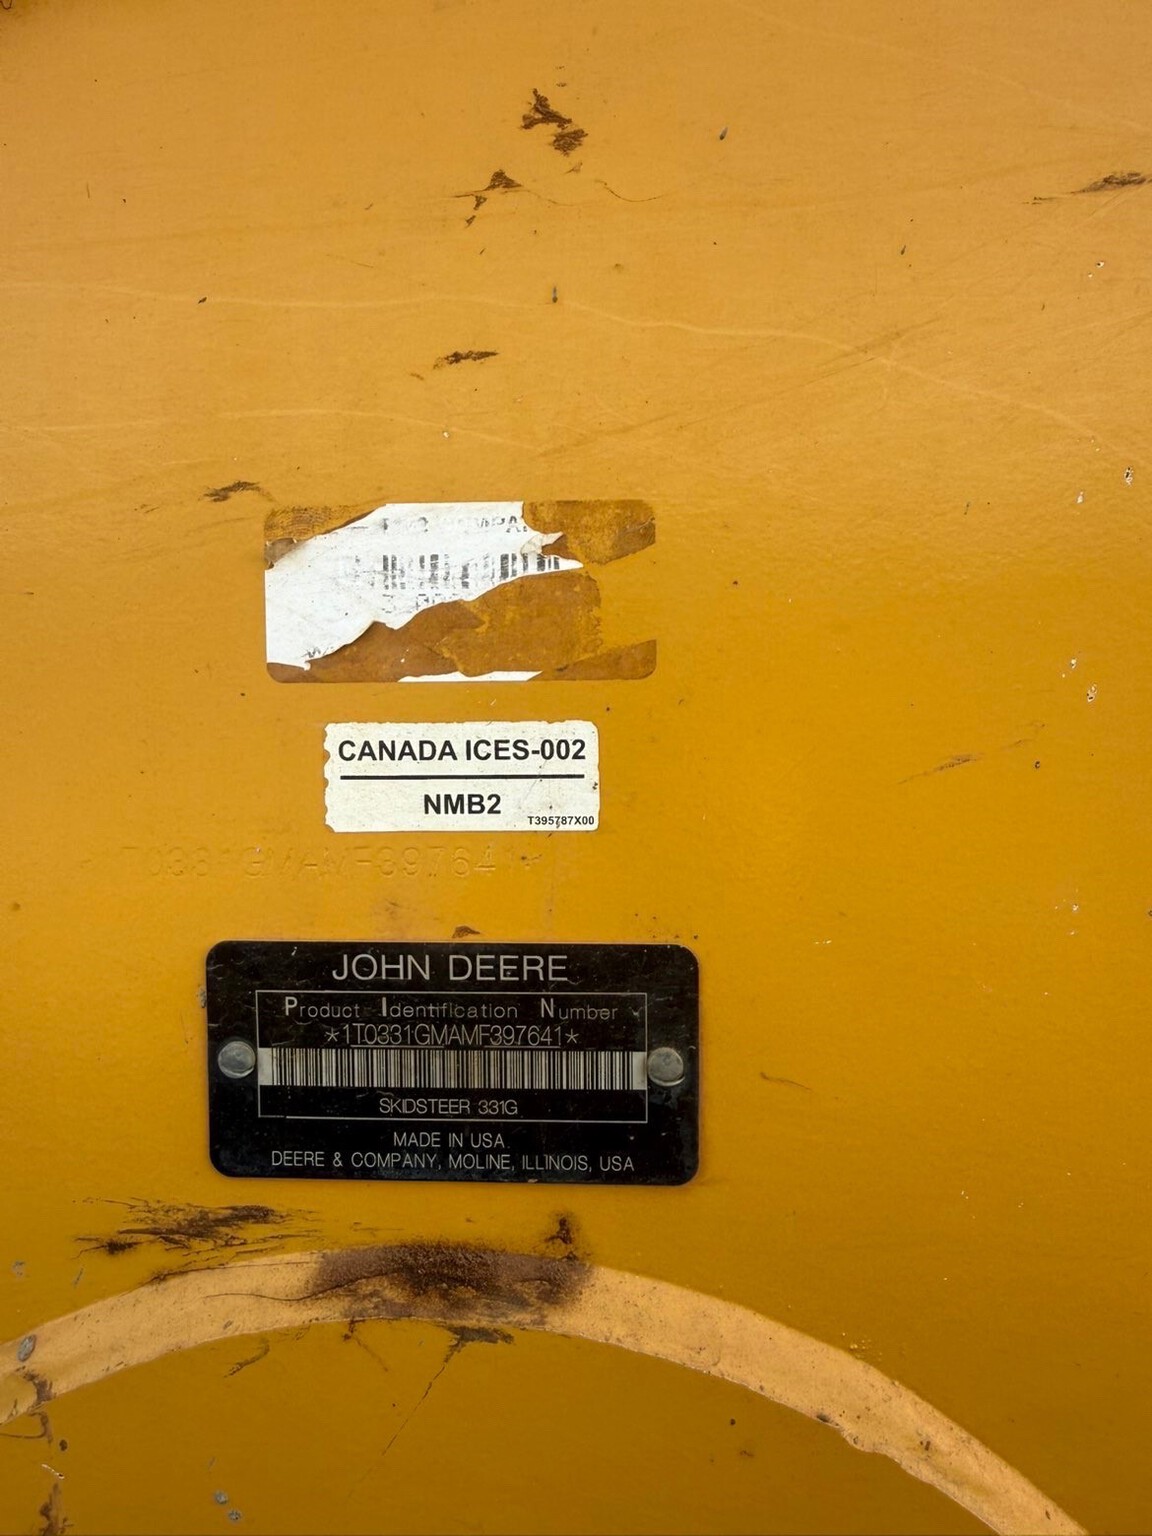 CANADA ICES-002
NMB2
T395787X00
T0331GMAMF397641*
JOHN DEERE
Product Identification Number
*1T0331GMAMF397641*
SKIDSTEER 331G
MADE IN USA
DEERE & COMPANY, MOLINE, ILLINOIS, USA